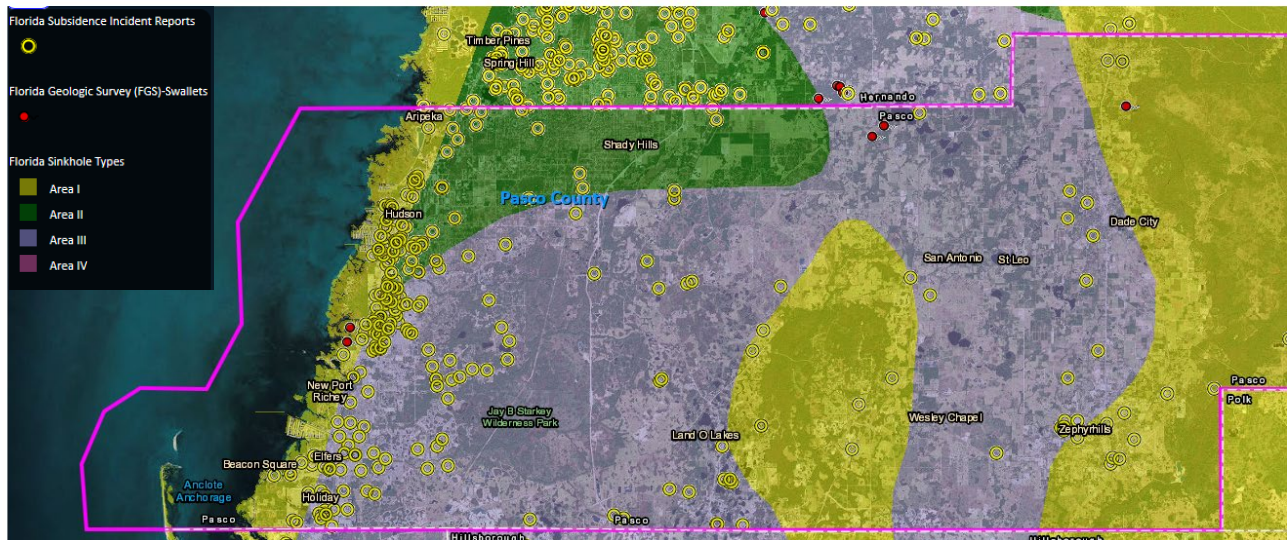 Florida Subsidence Incident Reports
Florida Geologic Survey (FGS)-Swallets
Florida Sinkhole Types
Area I
Area II
Area III
Area IV
Timber Pines
Spring Hill
Hernando
Pasco
Aripeka
Shady Hills
Pasco County
Hudson
Dade City
San Antonio
St Leo
New Port
Richey
Pasco
Polk
Jay B Starkey
Wilderness Park
Wesley Chapel
Land O Lakes
Zephyrhills
Beacon Square
Elfers
Anclote
Anchorage
Holiday
Pasco
Pasco
Hillsborough
Hillsborough